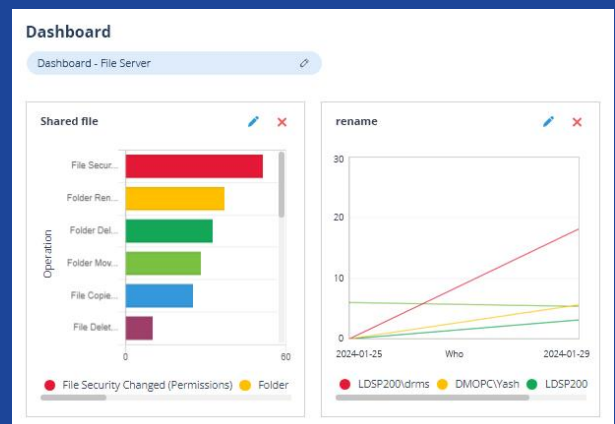 Dashboard
Dashboard - File Server
Shared file
File Secur...
Folder Ren...
Folder Del...
Folder Mov...
File Copie...
File Delet...
Operation
0
60
File Security Changed (Permissions)
Folder
rename
30
20
10
0
2024-01-25
Who
2024-01-29
LDSP200\drms
DMOPC\Yash
LDSP200